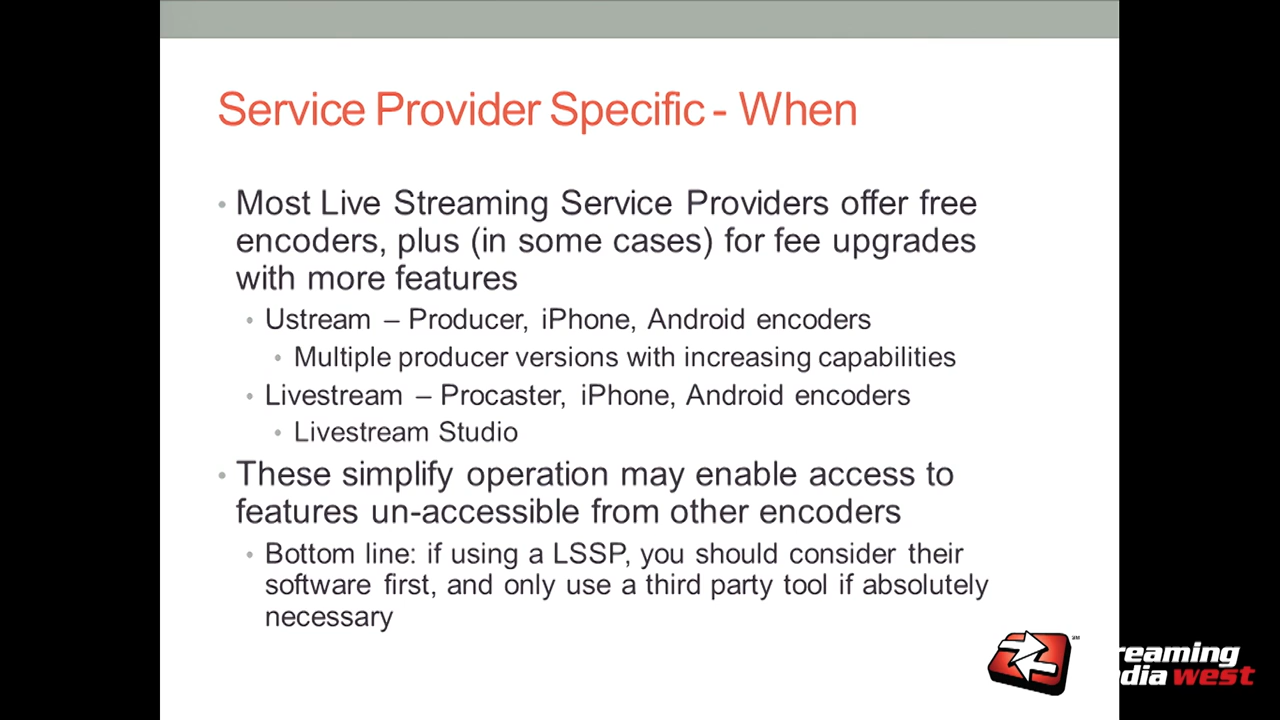 Service Provider Specific - When
• Most Live Streaming Service Providers offer free
encoders, plus (in some cases) for fee upgrades
with more features
• Ustream – Producer, iPhone, Android encoders
• Multiple producer versions with increasing capabilities
• Livestream – Procaster, iPhone, Android encoders
• Livestream Studio
• These simplify operation may enable access to
features un-accessible from other encoders
• Bottom line: if using a LSSP, you should consider their
software first, and only use a third party tool if absolutely
necessary
reaming
dia west